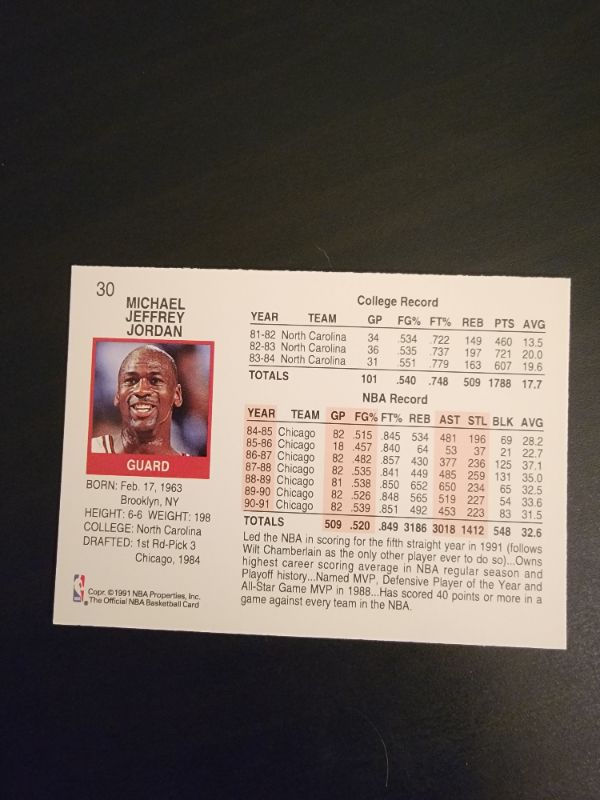 30
MICHAEL
JEFFREY
JORDAN
GUARD
BORN: Feb. 17, 1963
Brooklyn, NY
HEIGHT: 6-6 WEIGHT: 198
COLLEGE: North Carolina
DRAFTED: 1st Rd-Pick 3
Chicago, 1984
NBA
Copr. ©1991 NBA Properties, Inc.
The Official NBA Basketball Card
College Record
YEAR TEAM GP FG% FT% REB PTS AVG
81-82 North Carolina 34 .534 .722 149 460 13.5
82-83 North Carolina 36 .535 .737 197 721 20.0
83-84 North Carolina 31 .551 .779 163 607 19.6
TOTALS 101 .540 .748 509 1788 17.7
NBA Record
YEAR TEAM GP FG% FT% REB AST STL BLK AVG
84-85 Chicago 82 .515 .845 534 481 196 69 28.2
85-86 Chicago 18 .457 .840 64 53 37 21 22.7
86-87 Chicago 82 .482 .857 430 377 236 125 37.1
87-88 Chicago 82 .535 .841 449 485 259 131 35.0
88-89 Chicago 81 .538 .850 652 650 234 65 32.5
89-90 Chicago 82 .526 .848 565 519 227 54 33.6
90-91 Chicago 82 .539 .851 492 453 223 83 31.5
TOTALS 509 .520 .849 3186 3018 1412 548 32.6
Led the NBA in scoring for the fifth straight year in 1991 (follows
Wilt Chamberlain as the only other player ever to do so)...Owns
highest career scoring average in NBA regular season and
Playoff history...Named MVP, Defensive Player of the Year and
All-Star Game MVP in 1988...Has scored 40 points or more in a
game against every team in the NBA.